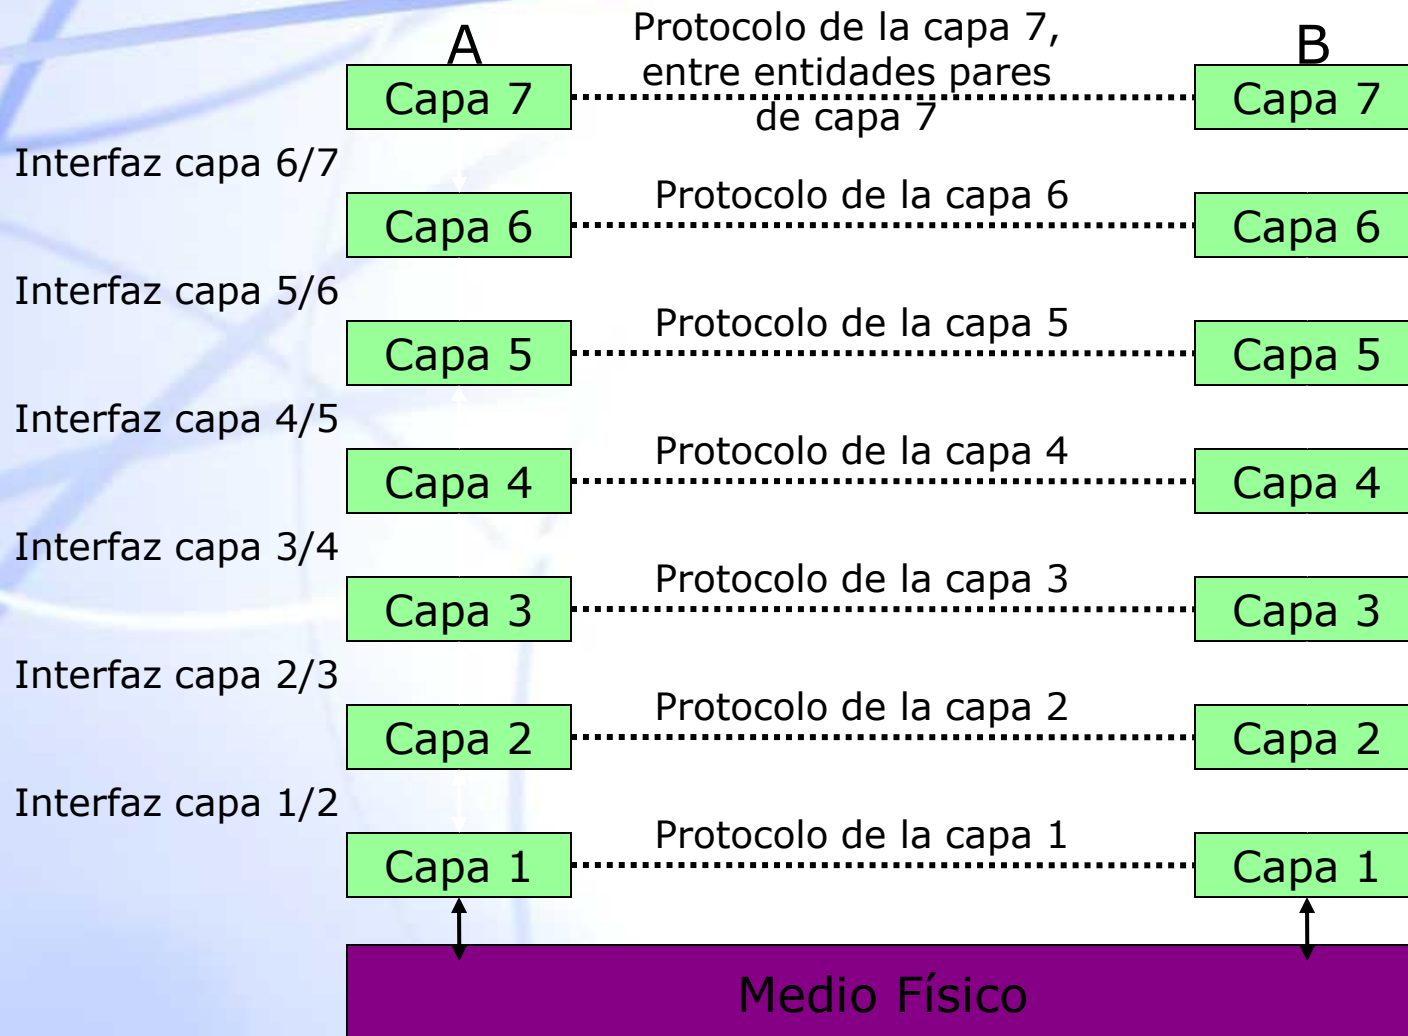 A
Protocolo de la capa 7,
entre entidades pares
de capa 7
B
Capa 7
Capa 7
Interfaz capa 6/7
Protocolo de la capa 6
Capa 6
Capa 6
Interfaz capa 5/6
Protocolo de la capa 5
Capa 5
Capa 5
Interfaz capa 4/5
Protocolo de la capa 4
Capa 4
Capa 4
Interfaz capa 3/4
Protocolo de la capa 3
Capa 3
Capa 3
Interfaz capa 2/3
Protocolo de la capa 2
Capa 2
Capa 2
Interfaz capa 1/2
Protocolo de la capa 1
Capa 1
Capa 1
Medio Físico